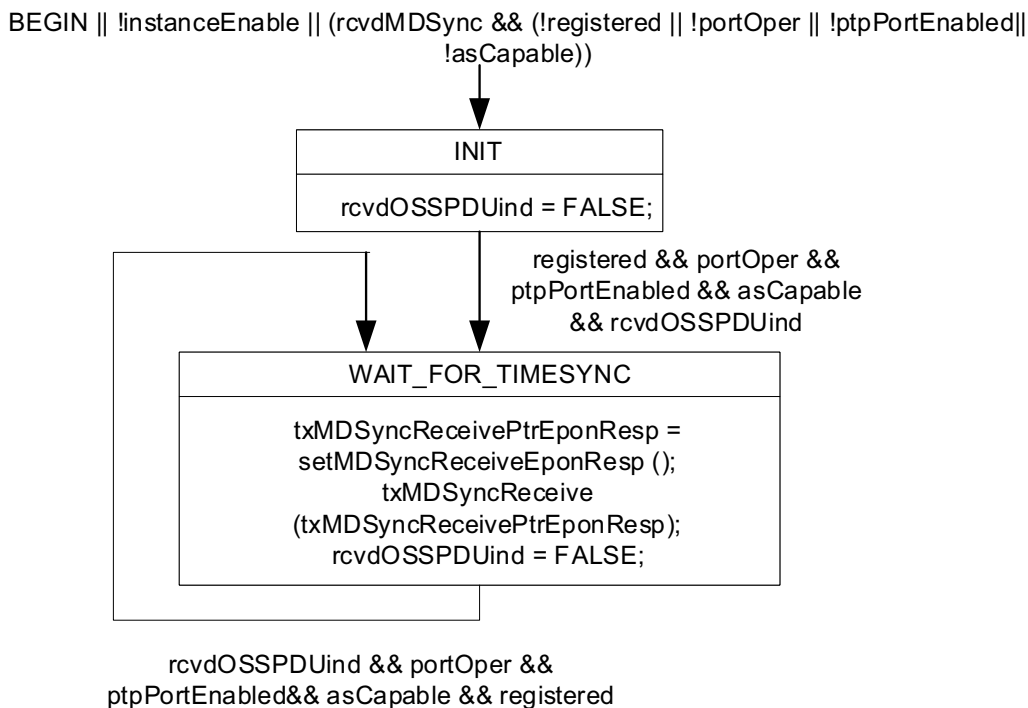 BEGIN || !instanceEnable || (rcvdMDSync && (!registered || !portOper || !ptpPortEnabled||
!asCapable))
INIT
rcvdOSSPDUind = FALSE;
registered && portOper &&
ptpPortEnabled && asCapable
&& rcvdOSSPDUind
WAIT_FOR_TIMESYNC
txMDSyncReceivePtrEponResp =
setMDSyncReceiveEponResp ();
txMDSyncReceive
(txMDSyncReceivePtrEponResp);
rcvdOSSPDUind = FALSE;
rcvdOSSPDUind && portOper &&
ptpPortEnabled&& asCapable && registered